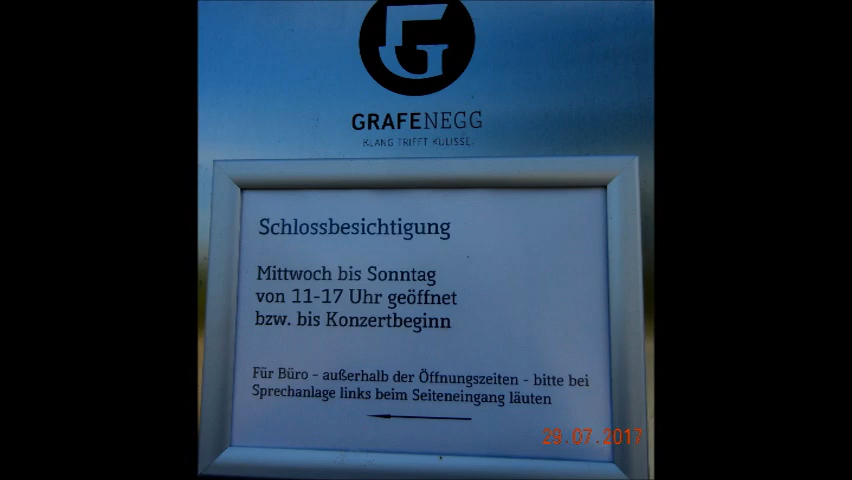 G
GRAFENEGG
KLANG TRIFFT KULISSE.
Schlossbesichtigung
Mittwoch bis Sonntag
von 11-17 Uhr geöffnet
bzw. bis Konzertbeginn
Für Büro - außerhalb der Öffnungszeiten - bitte bei
Sprechanlage links beim Seiteneingang läuten
29.07.2017